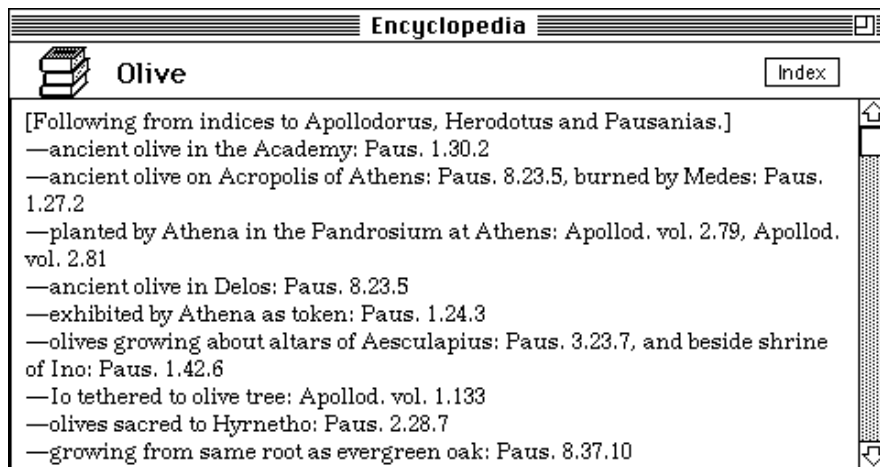 Encyclopedia
Olive
Index
[Following from indices to Apollodorus, Herodotus and Pausanias.]
—ancient olive in the Academy: Paus. 1.30.2
—ancient olive on Acropolis of Athens: Paus. 8.23.5, burned by Medes: Paus.
1.27.2
—planted by Athena in the Pandrosium at Athens: Apollod. vol. 2.79, Apollod.
vol. 2.81
—ancient olive in Delos: Paus. 8.23.5
—exhibited by Athena as token: Paus. 1.24.3
—olives growing about altars of Aesculapius: Paus. 3.23.7, and beside shrine
of Ino: Paus. 1.42.6
—Io tethered to olive tree: Apollod. vol. 1.133
—olives sacred to Hyrnetho: Paus. 2.28.7
—growing from same root as evergreen oak: Paus. 8.37.10